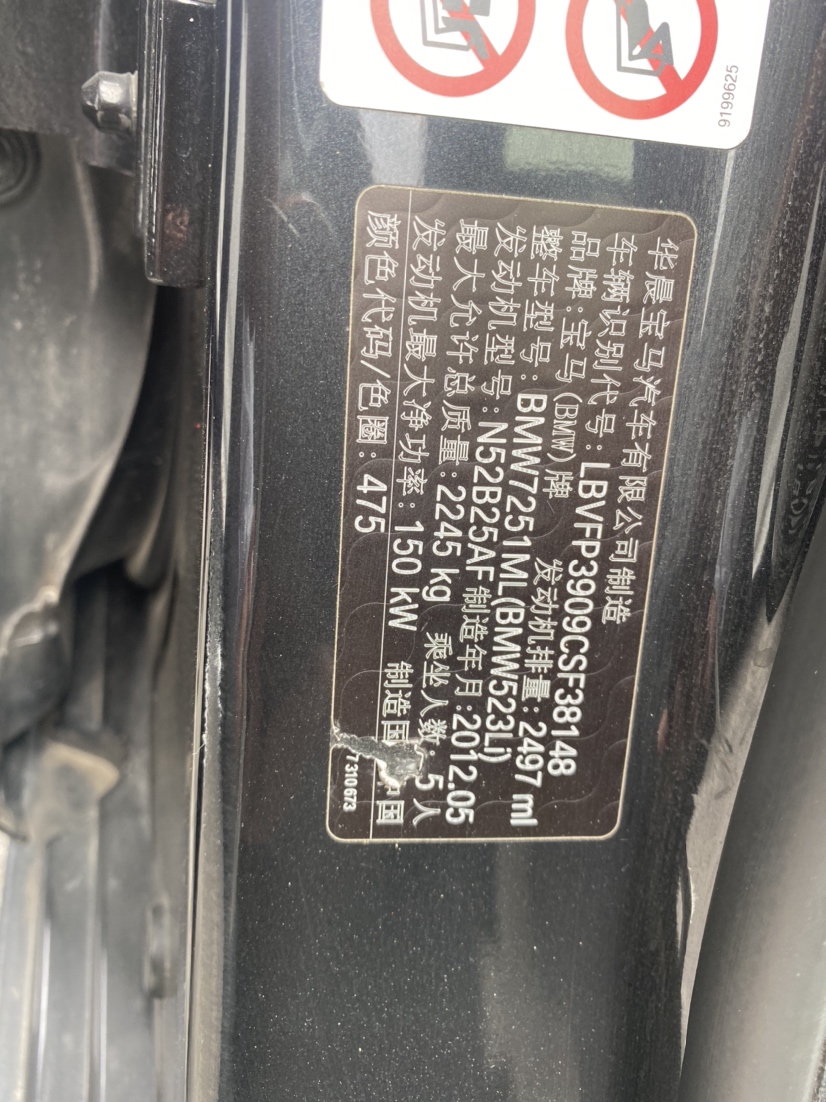 9199625
华晨宝马汽车有限公司制造
车辆识别代号:LBVFP3909CSF38148
品牌:宝马(BMW)牌 发动机排量:2497 ml
整车型号:BMW7251ML(BMW523Li)
发动机型号:N52B25AF 制造年月:2012.05
最大允许总质量:2245 kg 乘坐人数:5人
发动机最大净功率:150 kW 制造国 国
颜色代码/色圈:475
7310673